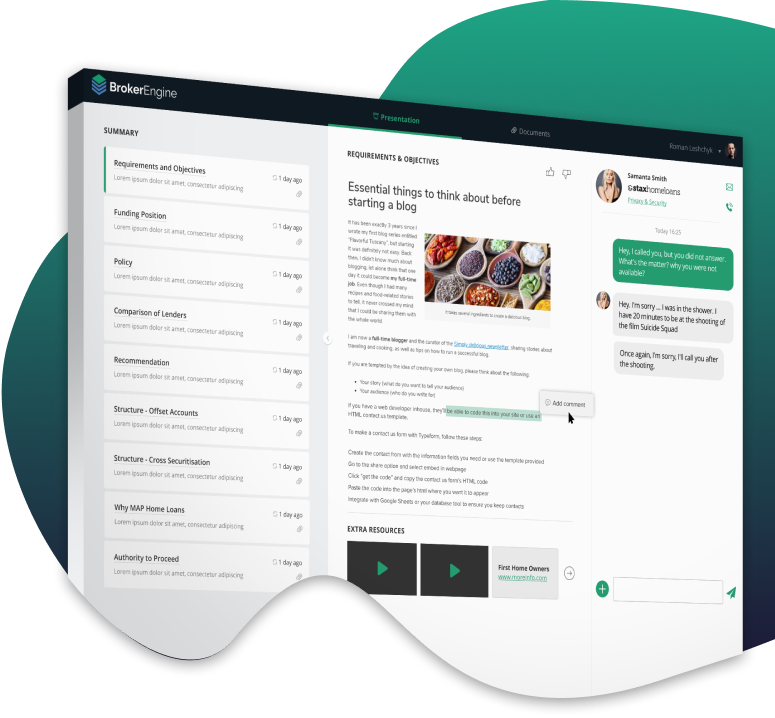 BrokerEngine
Presentation
Documents
Roman Leshchyk
SUMMARY
Requirements and Objectives
Lorem ipsum dolor sit amet, consectetur adipiscing
1 day ago
Funding Position
Lorem ipsum dolor sit amet, consectetur adipiscing
1 day ago
Policy
Lorem ipsum dolor sit amet, consectetur adipiscing
1 day ago
Comparison of Lenders
Lorem ipsum dolor sit amet, consectetur adipiscing
1 day ago
Recommendation
Lorem ipsum dolor sit amet, consectetur adipiscing
1 day ago
Structure - Offset Accounts
Lorem ipsum dolor sit amet, consectetur adipiscing
1 day ago
Structure - Cross Securitisation
Lorem ipsum dolor sit amet, consectetur adipiscing
1 day ago
Why MAP Home Loans
Lorem ipsum dolor sit amet, consectetur adipiscing
1 day ago
Authority to Proceed
Lorem ipsum dolor sit amet, consectetur adipiscing
1 day ago
REQUIREMENTS & OBJECTIVES
Essential things to think about before
starting a blog
It has been exactly 3 years since I
wrote my first blog series entitled
"Flavorful Tuscany", but starting
it was definitely not easy. Back
then, I didn't know much about
blogging, let alone think that one
day it could become my full-time
job. Even though I had many
recipes and food-related stories
to tell, it never crossed my mind
that I could be sharing them with
the whole world.
It takes several ingredients to create a delicious blog.
I am now a full-time blogger and the curator of the Simply delicious newsletter, sharing stories about
traveling and cooking, as well as tips on how to run a successful blog.
If you are tempted by the idea of creating your own blog, please think about the following:
• Your story (what do you want to tell your audience)
• Your audience (who do you write for)
If you have a web developer inhouse, they'll be able to code this into your site or use an
HTML contact us template.
Add comment
To make a contact us form with Typeform, follow these steps:
Create the contact from with the information fields you need or use the template provided
Go to the share option and select embed in webpage
Click "get the code" and copy the contact us form's HTML code
Paste the code into the page's html where you want it to appear
Integrate with Google Sheets or your database tool to ensure you keep contacts
EXTRA RESOURCES
First Home Owners
www.moreinfo.com
Samanta Smith
statxhomeloans
Privacy & Security
Today 16:25
Hey, I called you, but you did not answer.
What's the matter? why you were not
available?
Hey, I'm sorry ... I was in the shower. I
have 20 minutes to be at the shooting of
the film Suicide Squad
Once again, I'm sorry, I'll call you after
the shooting.